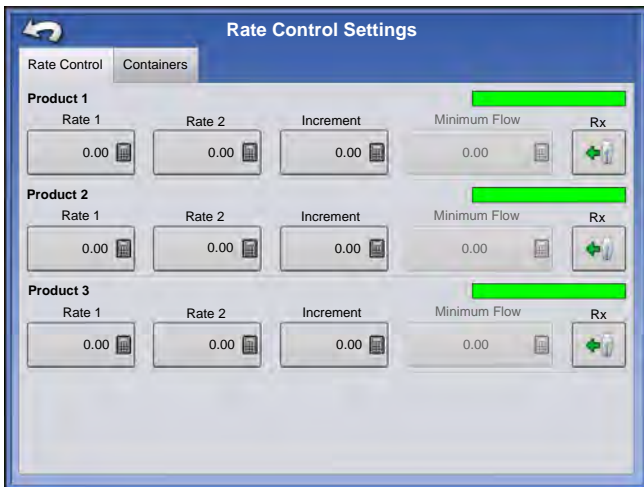 Rate Control Settings
Rate Control Containers
Product 1
Rate 1 Rate 2 Increment Minimum Flow Rx
0.00 0.00 0.00 0.00
Product 2
Rate 1 Rate 2 Increment Minimum Flow Rx
0.00 0.00 0.00 0.00
Product 3
Rate 1 Rate 2 Increment Minimum Flow Rx
0.00 0.00 0.00 0.00